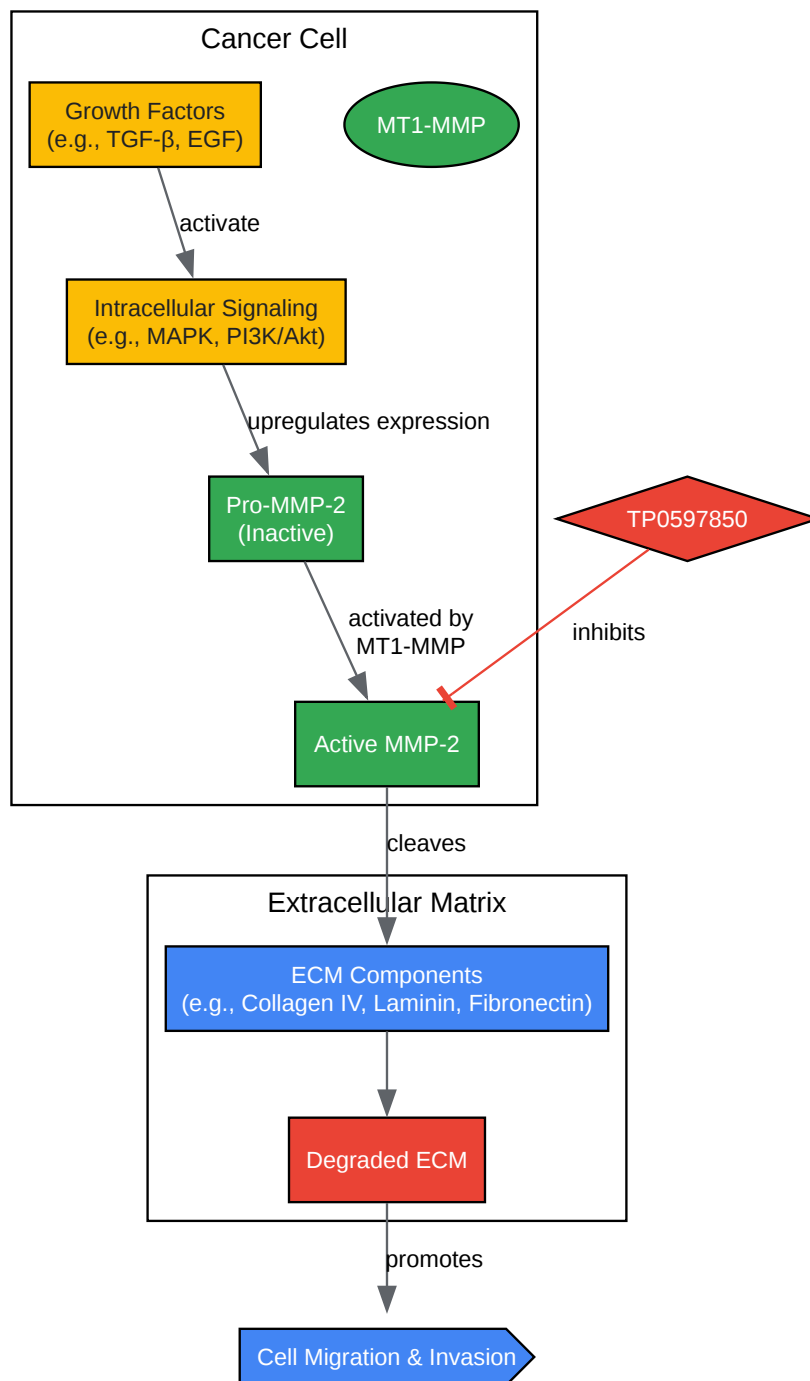 Cancer Cell
Growth Factors
(e.g., TGF-β, EGF)
MT1-MMP
activate
Intracellular Signaling
(e.g., MAPK, PI3K/Akt)
upregulates expression
Pro-MMP-2
(Inactive)
TP0597850
activated by
MT1-MMP
inhibits
Active MMP-2
cleaves
Extracellular Matrix
ECM Components
(e.g., Collagen IV, Laminin, Fibronectin)
Degraded ECM
promotes
Cell Migration & Invasion